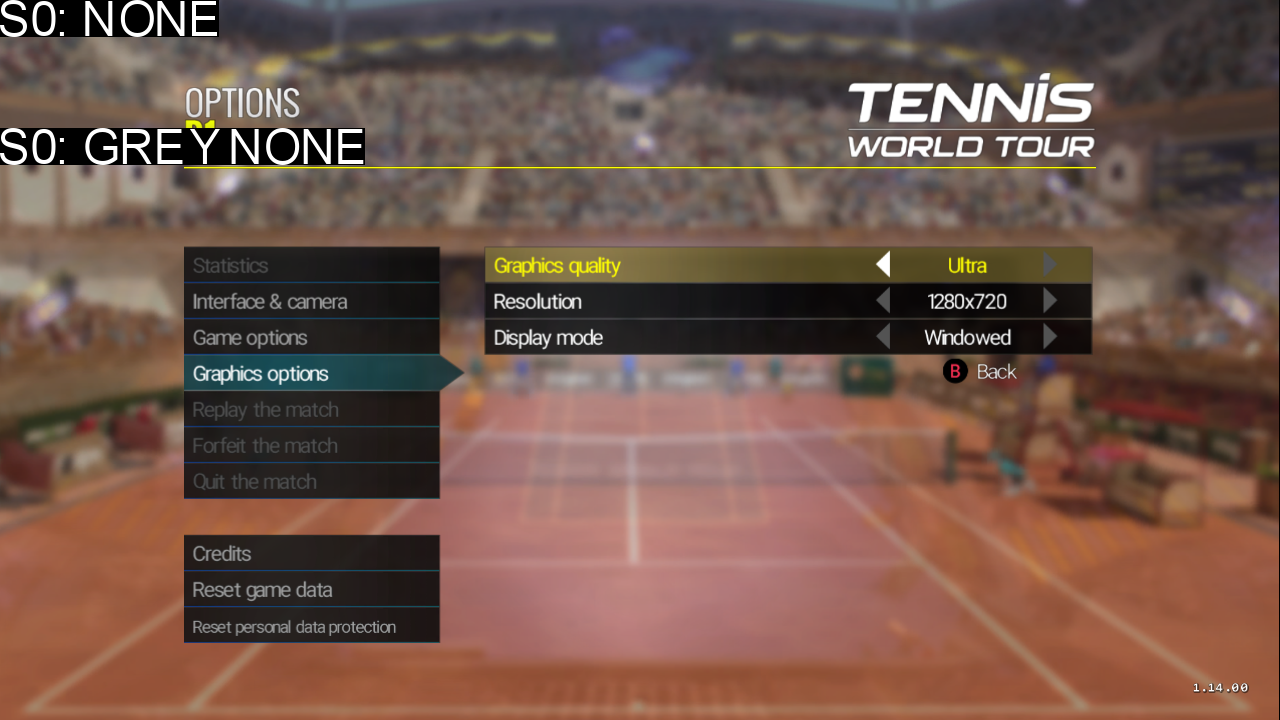 S0: NONE
OPTIONS
P1
S0: GREY NONE
TENNIS
WORLD TOUR
Statistics
Interface & camera
Game options
Graphics options
Replay the match
Forfeit the match
Quit the match
Credits
Reset game data
Reset personal data protection
Graphics quality Ultra
Resolution 1280x720
Display mode Windowed
B Back
1.14.00